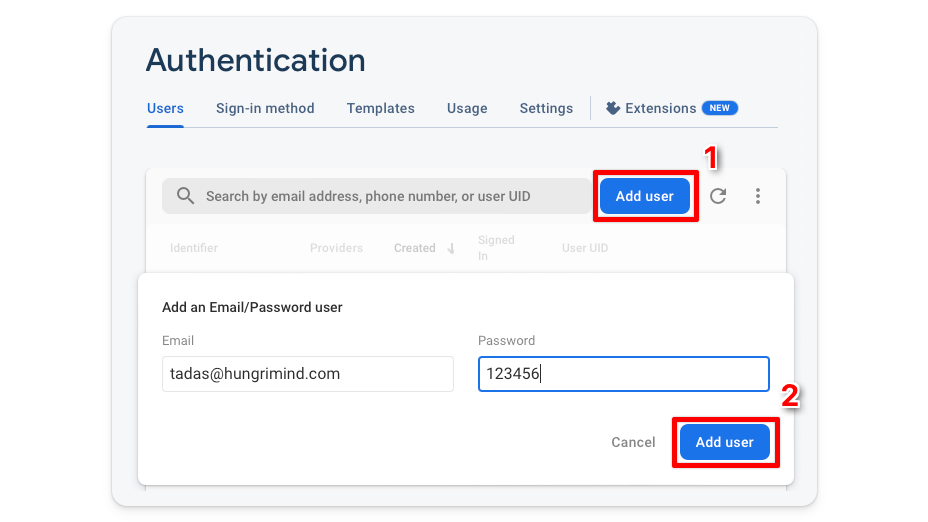 Authentication
Users Sign-in method Templates Usage Settings Extensions NEW
1
Search by email address, phone number, or user UID Add user
Identifier Providers Created Signed In User UID
Add an Email/Password user
Email Password
tadas@hungrimind.com 123456
2
Cancel Add user